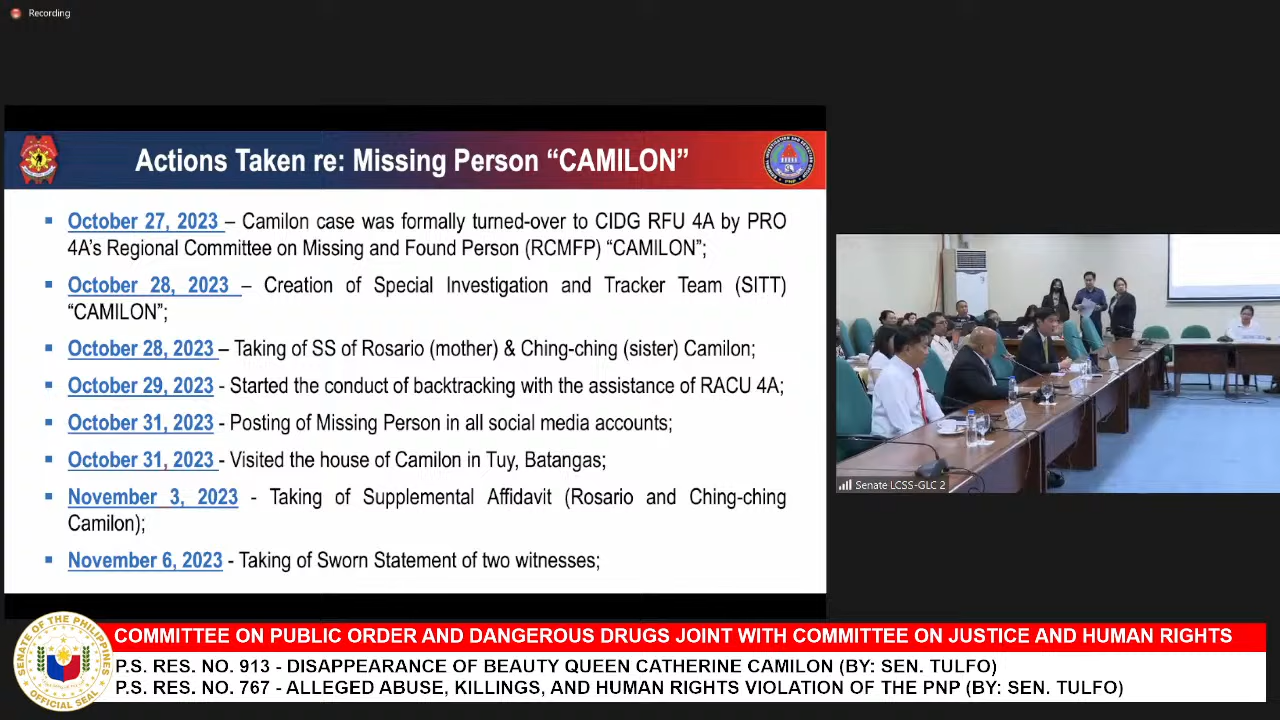 Recording
Actions Taken re: Missing Person “CAMILON”
October 27, 2023 – Camilon case was formally turned-over to CIDG RFU 4A by PRO
4A’s Regional Committee on Missing and Found Person (RCMFP) “CAMILON”;
October 28, 2023 – Creation of Special Investigation and Tracker Team (SITT)
“CAMILON”;
October 28, 2023 – Taking of SS of Rosario (mother) & Ching-ching (sister) Camilon;
October 29, 2023 - Started the conduct of backtracking with the assistance of RACU 4A;
October 31, 2023 - Posting of Missing Person in all social media accounts;
October 31, 2023 - Visited the house of Camilon in Tuy, Batangas;
November 3, 2023 - Taking of Supplemental Affidavit (Rosario and Ching-ching
Camilon);
November 6, 2023 - Taking of Sworn Statement of two witnesses;
Senate LCSS-GLC 2
SENATE OF THE PHILIPPINES
OFFICIAL SEAL
COMMITTEE ON PUBLIC ORDER AND DANGEROUS DRUGS JOINT WITH COMMITTEE ON JUSTICE AND HUMAN RIGHTS
P.S. RES. NO. 913 - DISAPPEARANCE OF BEAUTY QUEEN CATHERINE CAMILON (BY: SEN. TULFO)
P.S. RES. NO. 767 - ALLEGED ABUSE, KILLINGS, AND HUMAN RIGHTS VIOLATION OF THE PNP (BY: SEN. TULFO)